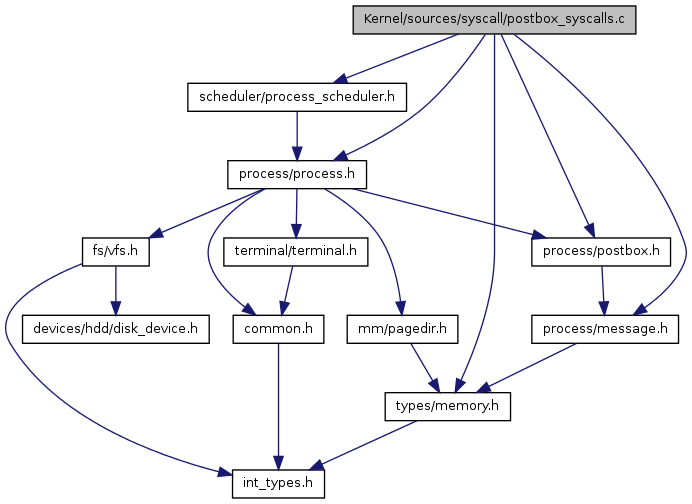 Kernel/sources/syscall/postbox_syscalls.c
scheduler/process_scheduler.h
process/process.h
fs/vfs.h
terminal/terminal.h
process/postbox.h
devices/hdd/disk_device.h
common.h
mm/pagedir.h
process/message.h
types/memory.h
int_types.h